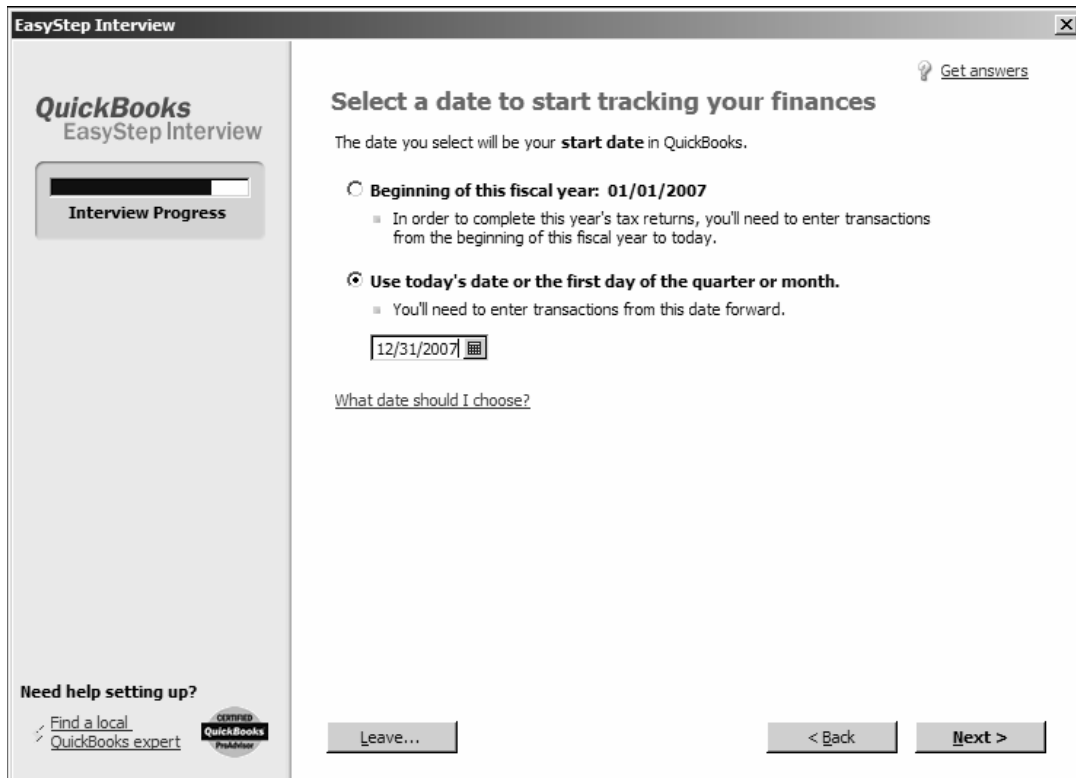 EasyStep Interview
Get answers
QuickBooks
EasyStep Interview
Interview Progress
Select a date to start tracking your finances
The date you select will be your start date in QuickBooks.
Beginning of this fiscal year: 01/01/2007
In order to complete this year's tax returns, you'll need to enter transactions
from the beginning of this fiscal year to today.
Use today's date or the first day of the quarter or month.
You'll need to enter transactions from this date forward.
12/31/2007
What date should I choose?
Need help setting up?
Find a local
QuickBooks expert
CERTIFIED
QuickBooks
ProAdvisor
Leave...
< Back
Next >